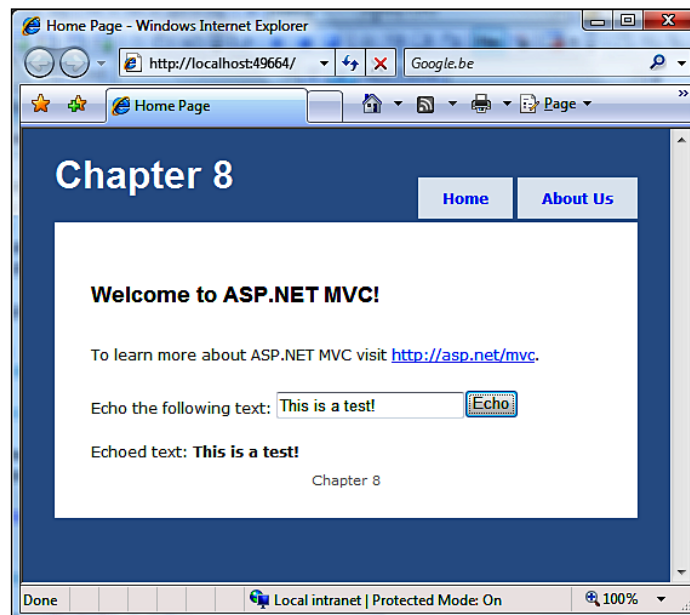 Home Page - Windows Internet Explorer
http://localhost:49664/ Google.be
Home Page Page »
Chapter 8
Home About Us
Welcome to ASP.NET MVC!
To learn more about ASP.NET MVC visit http://asp.net/mvc.
Echo the following text: This is a test! Echo
Echoed text: This is a test!
Chapter 8
Done Local intranet | Protected Mode: On 100%